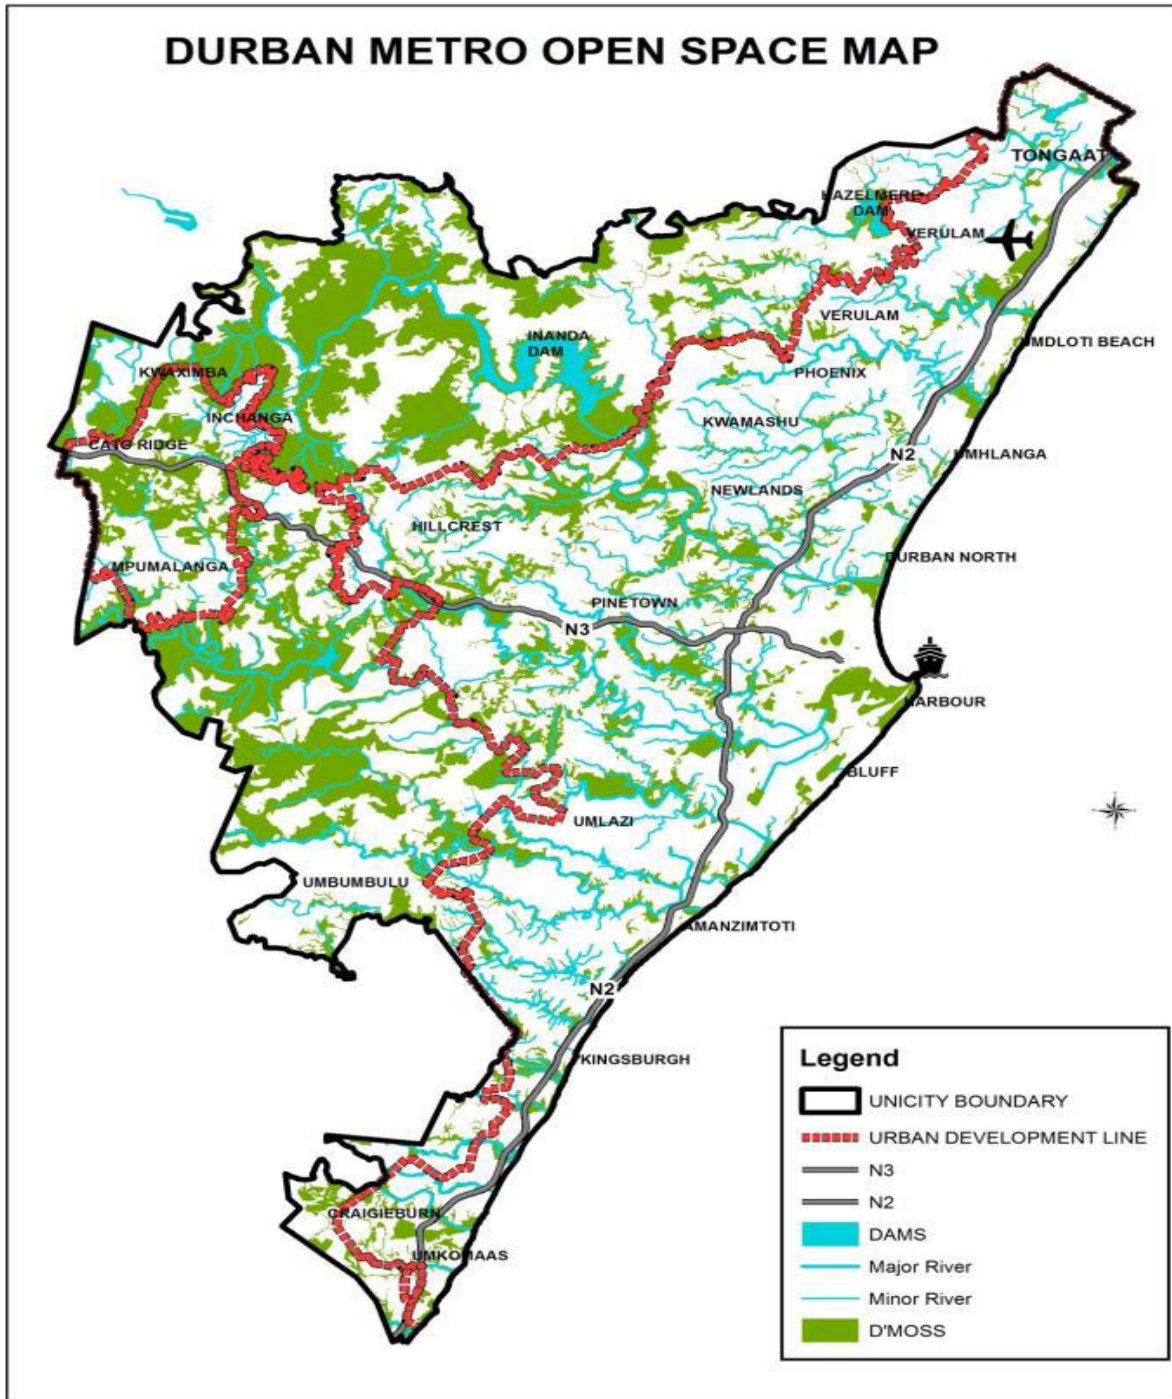 DURBAN METRO OPEN SPACE MAP
TONGAAT
HAZELMERE
DAM
VERULAM
VERULAM
UMDLOTI BEACH
INANDA
DAM
PHOENIX
KWAXIMBA
INCHANGA
KWAMASHU
CATO RIDGE
N2
UMHLANGA
NEWLANDS
HILLCREST
DURBAN NORTH
MPUMALANGA
PINETOWN
N3
HARBOUR
BLUFF
UMLAZI
UMBUMBULU
AMANZIMTOTI
N2
KINGSBURGH
CRAIGIEBURN
UMKOMAAS
Legend
UNICITY BOUNDARY
URBAN DEVELOPMENT LINE
N3
N2
DAMS
Major River
Minor River
D'MOSS